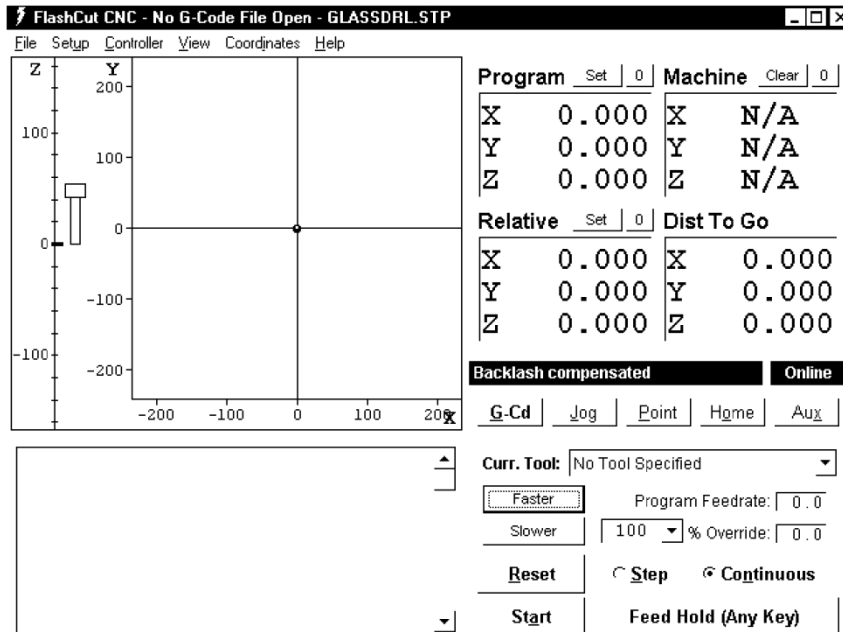 FlashCut CNC - No G-Code File Open - GLASSDRL.STP
File Setup Controller View Coordinates Help
Z Y
200
100
0
-100
-200
100
0
-100
-200 -100 0 100 200 X
Program Set 0 Machine Clear 0
X 0.000 X N/A
Y 0.000 Y N/A
Z 0.000 Z N/A
Relative Set 0 Dist To Go
X 0.000 X 0.000
Y 0.000 Y 0.000
Z 0.000 Z 0.000
Backlash compensated Online
G-Cd Jog Point Home Aux
Curr. Tool: No Tool Specified
Faster Program Feedrate: 0.0
Slower 100 % Override: 0.0
Reset Step Continuous
Start Feed Hold (Any Key)